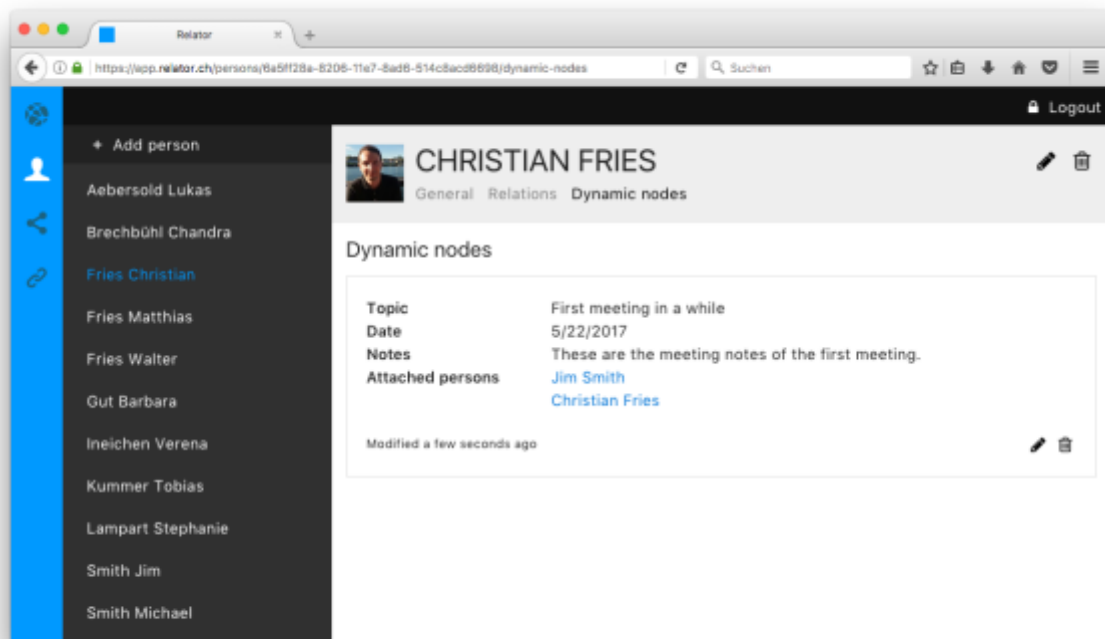 Relator
https://app.relator.ch/persons/6a5ff28a-8206-11e7-8ad6-514c8acd6698/dynamic-nodes
Suchen
Logout
+ Add person
Aebersold Lukas
Brechbühl Chandra
Fries Christian
Fries Matthias
Fries Walter
Gut Barbara
Ineichen Verena
Kummer Tobias
Lampart Stephanie
Smith Jim
Smith Michael
CHRISTIAN FRIES
General Relations Dynamic nodes
Dynamic nodes
Topic First meeting in a while
Date 5/22/2017
Notes These are the meeting notes of the first meeting.
Attached persons Jim Smith
Christian Fries
Modified a few seconds ago